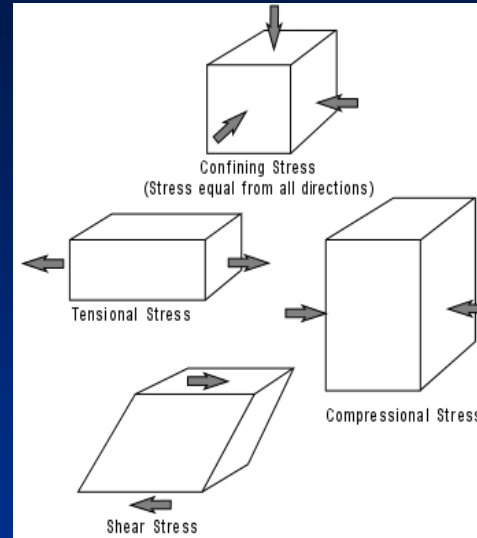 Confining Stress
(Stress equal from all directions)
Tensional Stress
Compressional Stress
Shear Stress